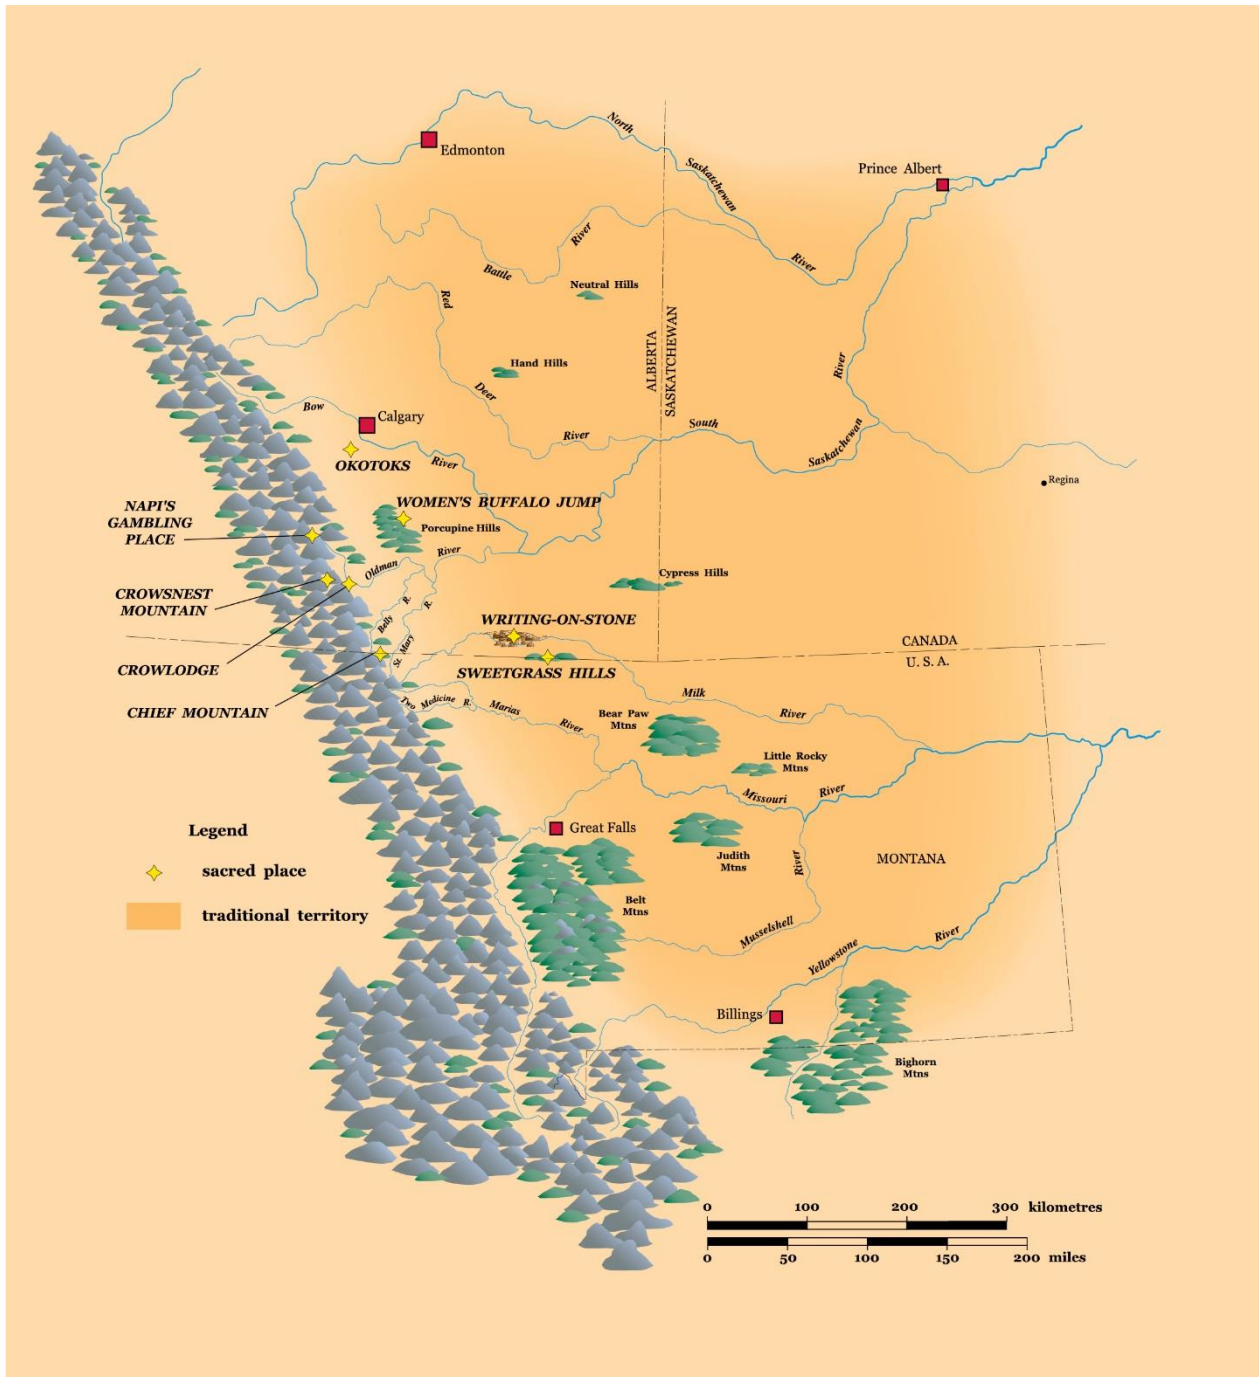 North
Saskatchewan
River
Edmonton
Prince Albert
Battle
River
Neutral Hills
Red
Deer
River
Hand Hills
ALBERTA
SASKATCHEWAN
River
Bow
Calgary
River
South
Saskatchewan
OKOTOKS
Regina
NAPI'S
GAMBLING
PLACE
WOMEN'S BUFFALO JUMP
Porcupine Hills
Oldman
River
Cypress Hills
CROWSNEST
MOUNTAIN
Belly R.
St. Mary R.
WRITING-ON-STONE
CANADA
U. S. A.
CROWLODGE
SWEETGRASS HILLS
CHIEF MOUNTAIN
Two Medicine R.
Marias
River
Milk
River
Bear Paw
Mtns
Little Rocky
Mtns
Missouri
River
Great Falls
Judith
Mtns
River
MONTANA
Legend
sacred place
traditional territory
Belt
Mtns
Musselshell
Yellowstone
River
Billings
Bighorn
Mtns
0 100 200 300 kilometres
0 50 100 150 200 miles